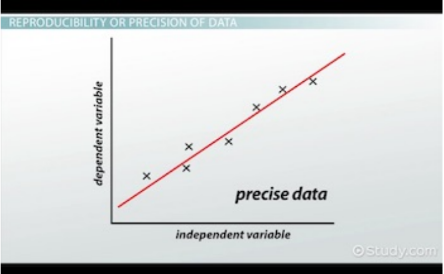 REPRODUCIBILITY OR PRECISION OF DATA
dependent variable
precise data
independent variable
Study.com